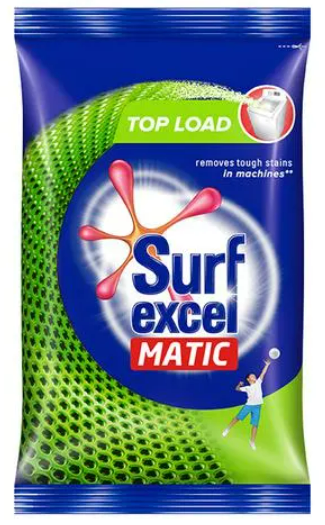 TOP LOAD
removes tough stains
in machines**
Surf
excel
MATIC